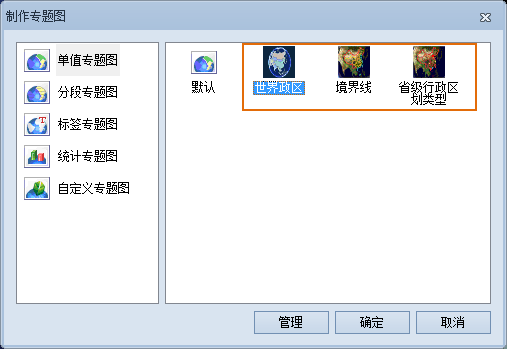 制作专题图
单值专题图
分段专题图
标签专题图
统计专题图
自定义专题图
默认
世界政区
境界线
省级行政区
划类型
管理
确定
取消